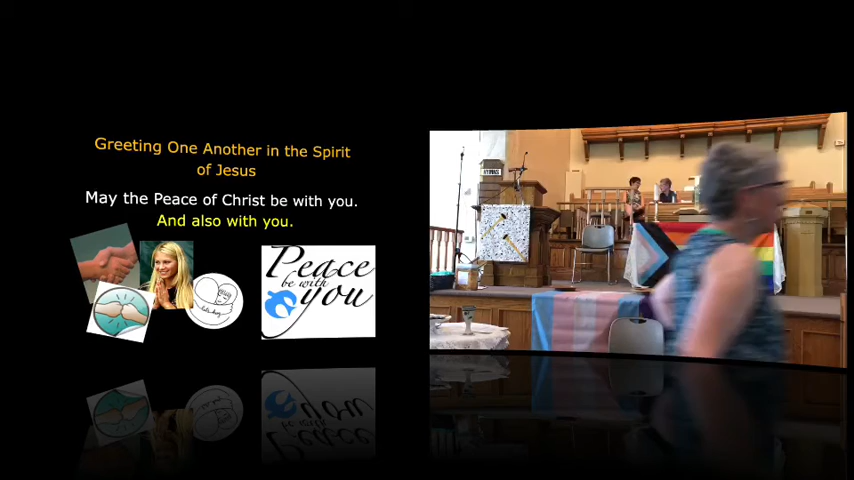 Greeting One Another in the Spirit
of Jesus
May the Peace of Christ be with you.
And also with you.
Peace
be with
you